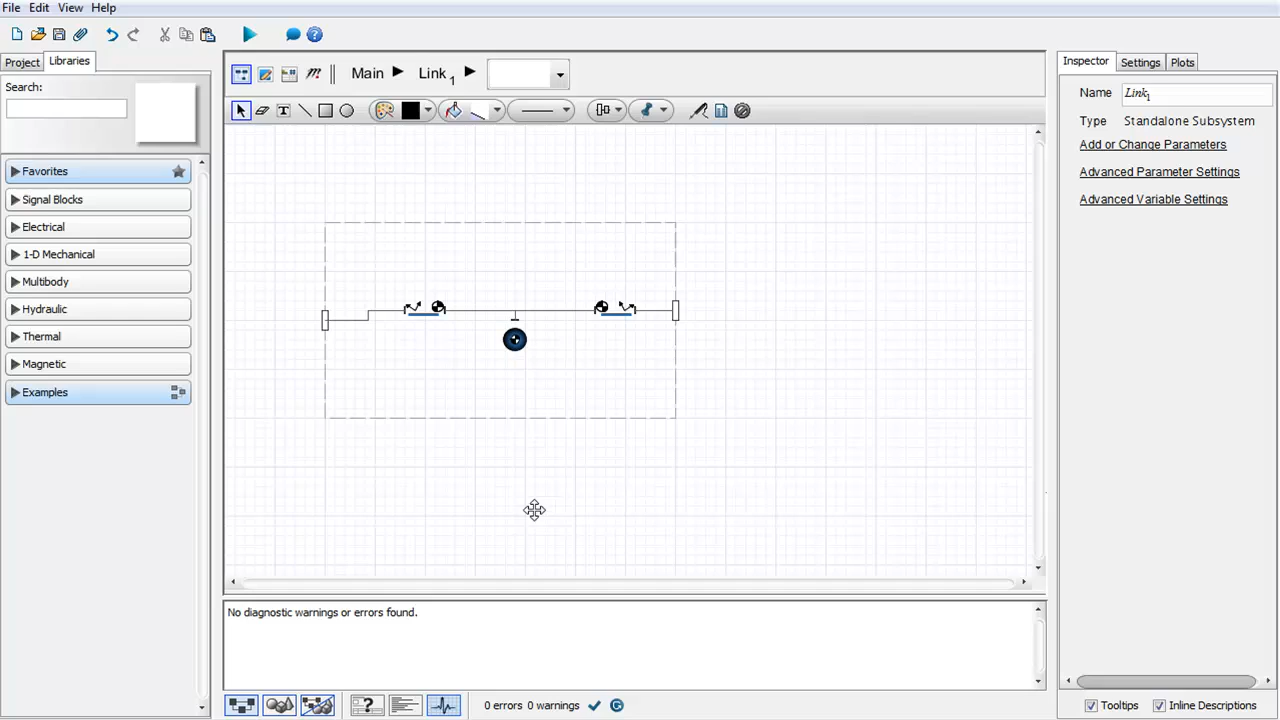 File Edit View Help
Main Link1
Project Libraries
Search:
Favorites
Signal Blocks
Electrical
1-D Mechanical
Multibody
Hydraulic
Thermal
Magnetic
Examples
Inspector Settings Plots
Name Link1
Type Standalone Subsystem
Add or Change Parameters
Advanced Parameter Settings
Advanced Variable Settings
No diagnostic warnings or errors found.
0 errors 0 warnings
Tooltips Inline Descriptions